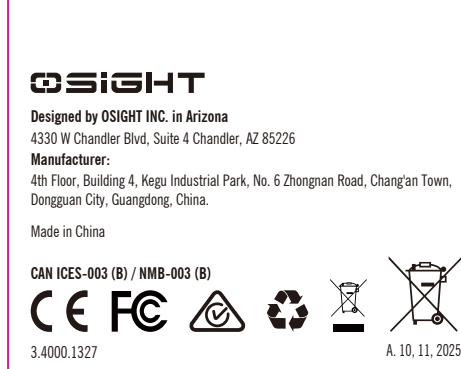 OSiGHT
Designed by OSIGHT INC. in Arizona
4330 W Chandler Blvd, Suite 4 Chandler, AZ 85226
Manufacturer:
4th Floor, Building 4, Kegu Industrial Park, No. 6 Zhongnan Road, Chang'an Town,
Dongguan City, Guangdong, China.
Made in China
CAN ICES-003 (B) / NMB-003 (B)
CE FC
3.4000.1327
A. 10, 11, 2025